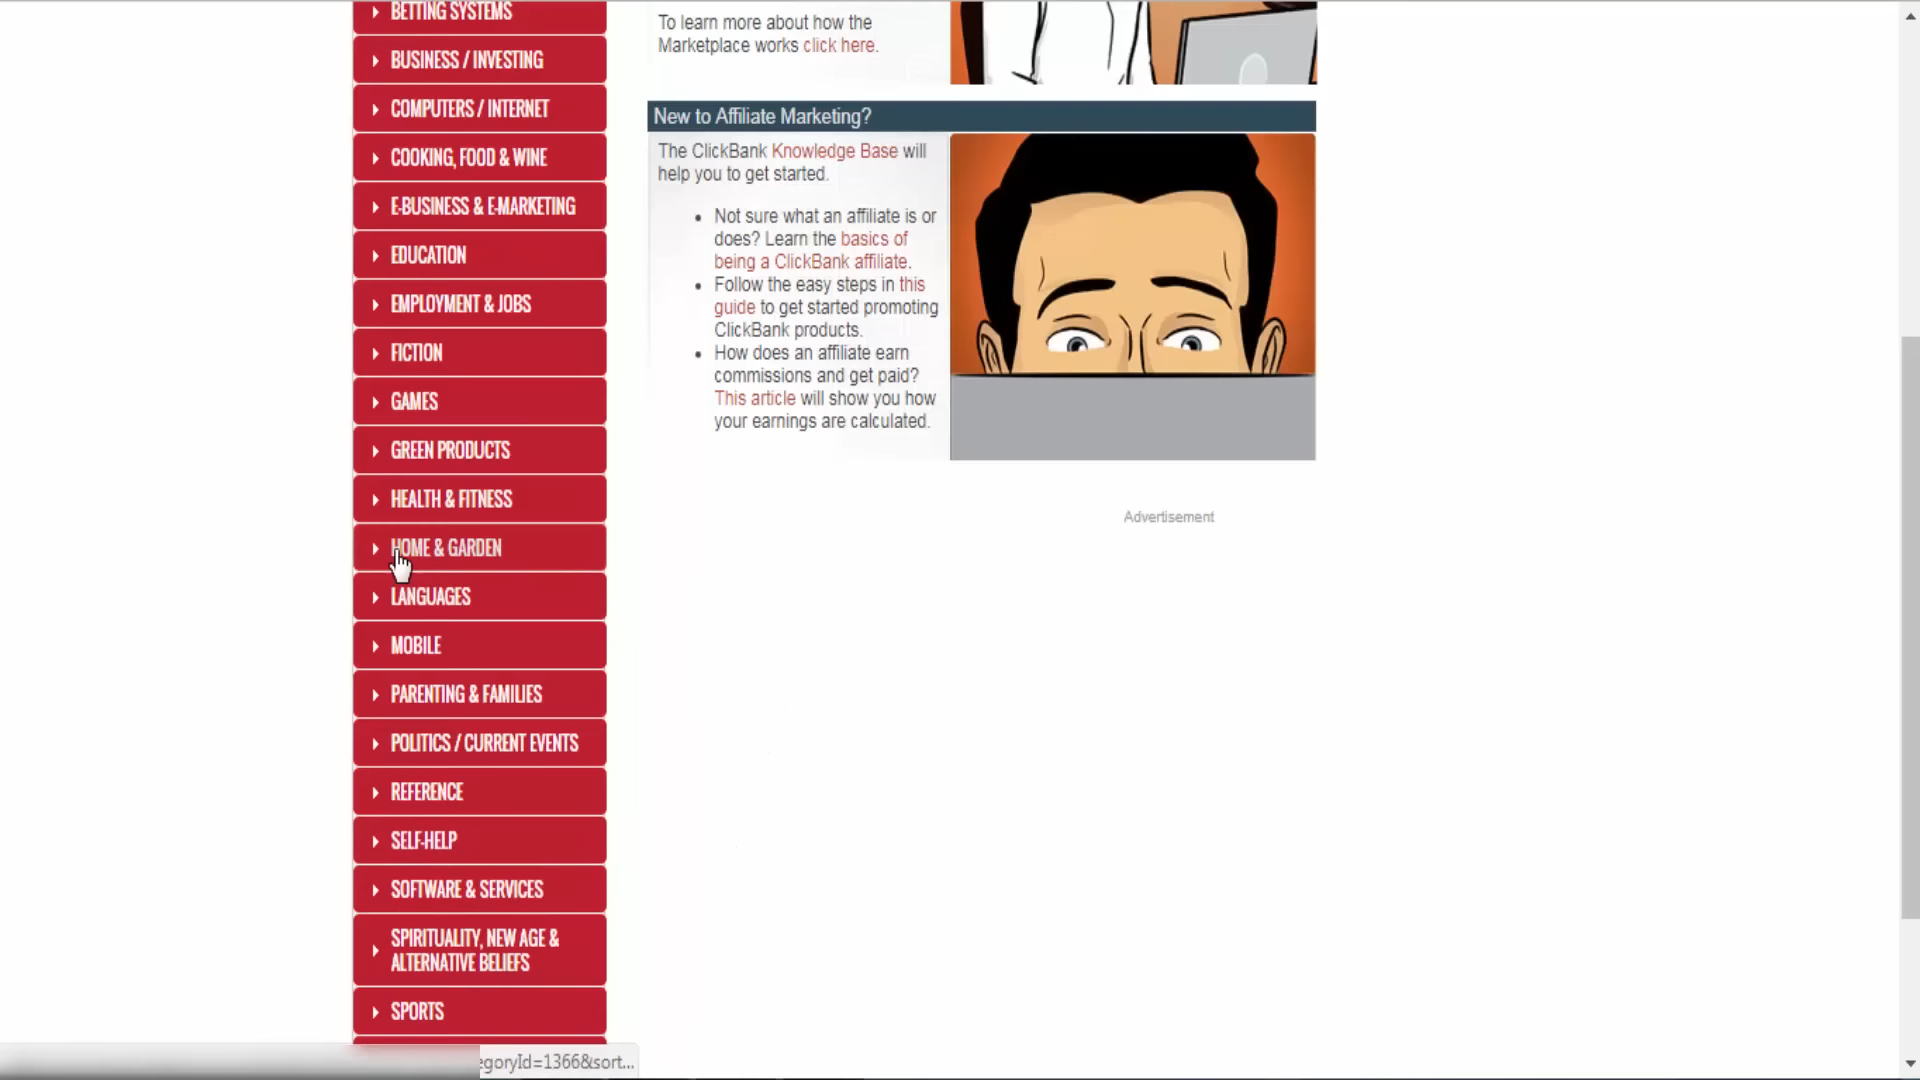 BETTING SYSTEMS
BUSINESS / INVESTING
COMPUTERS / INTERNET
COOKING, FOOD & WINE
E-BUSINESS & E-MARKETING
EDUCATION
EMPLOYMENT & JOBS
FICTION
GAMES
GREEN PRODUCTS
HEALTH & FITNESS
HOME & GARDEN
LANGUAGES
MOBILE
PARENTING & FAMILIES
POLITICS / CURRENT EVENTS
REFERENCE
SELF-HELP
SOFTWARE & SERVICES
SPIRITUALITY, NEW AGE &
ALTERNATIVE BELIEFS
SPORTS
To learn more about how the
Marketplace works click here.
New to Affiliate Marketing?
The ClickBank Knowledge Base will
help you to get started.
• Not sure what an affiliate is or
does? Learn the basics of
being a ClickBank affiliate.
• Follow the easy steps in this
guide to get started promoting
ClickBank products.
• How does an affiliate earn
commissions and get paid?
This article will show you how
your earnings are calculated.
Advertisement
egoryId=1366&sort...